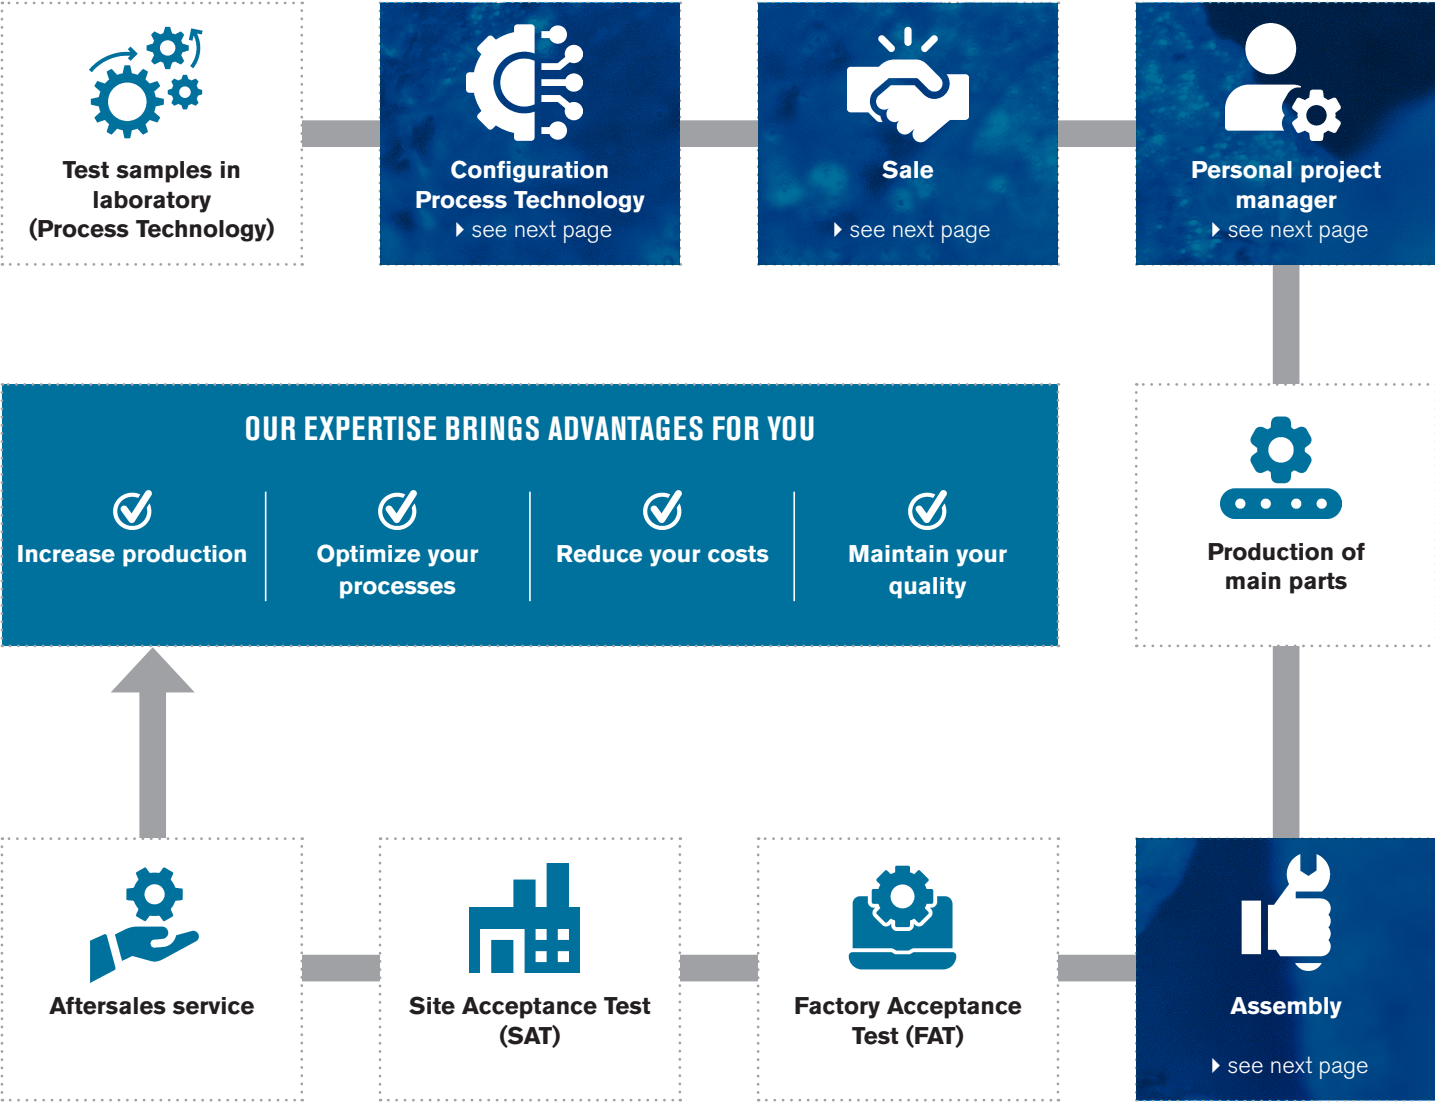 Test samples in
laboratory
(Process Technology)
Configuration
Process Technology
see next page
Sale
see next page
Personal project
manager
see next page
OUR EXPERTISE BRINGS ADVANTAGES FOR YOU
Increase production
Optimize your
processes
Reduce your costs
Maintain your
quality
Production of
main parts
Aftersales service
Site Acceptance Test
(SAT)
Factory Acceptance
Test (FAT)
Assembly
see next page